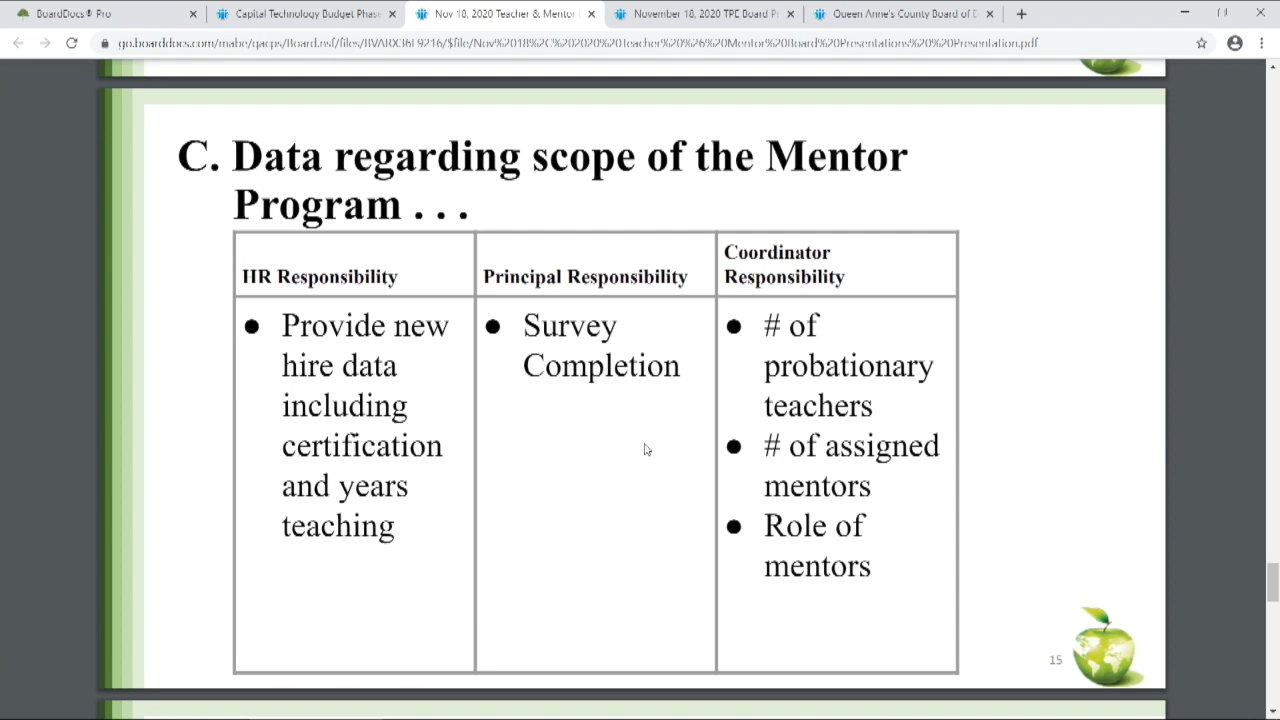 BoardDocs® Pro
Capital Technology Budget Phase
Nov 18, 2020 Teacher & Mentor
November 18, 2020 TPE Board P
Queen Anne's County Board of
C. Data regarding scope of the Mentor
Program . . .
HR Responsibility
Principal Responsibility
Coordinator
Responsibility
● Provide new
hire data
including
certification
and years
teaching
● Survey
Completion
● # of
probationary
teachers
● # of assigned
mentors
● Role of
mentors
15